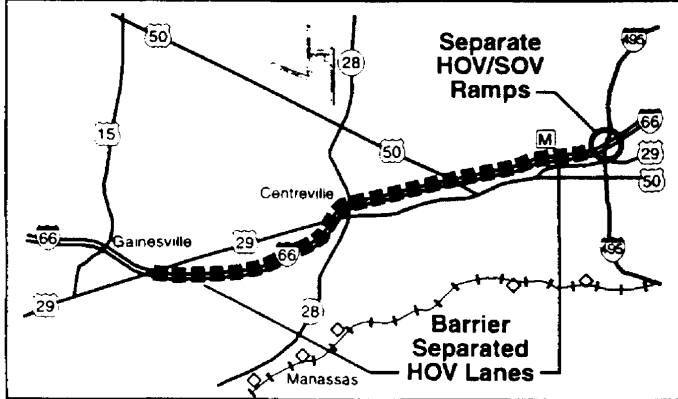 50
28
495
Separate
HOV/SOV
Ramps
66
15
M
29
50
50
Centreville
66
Gainesville
29
66
495
29
28
Barrier
Separated
HOV Lanes
Manassas